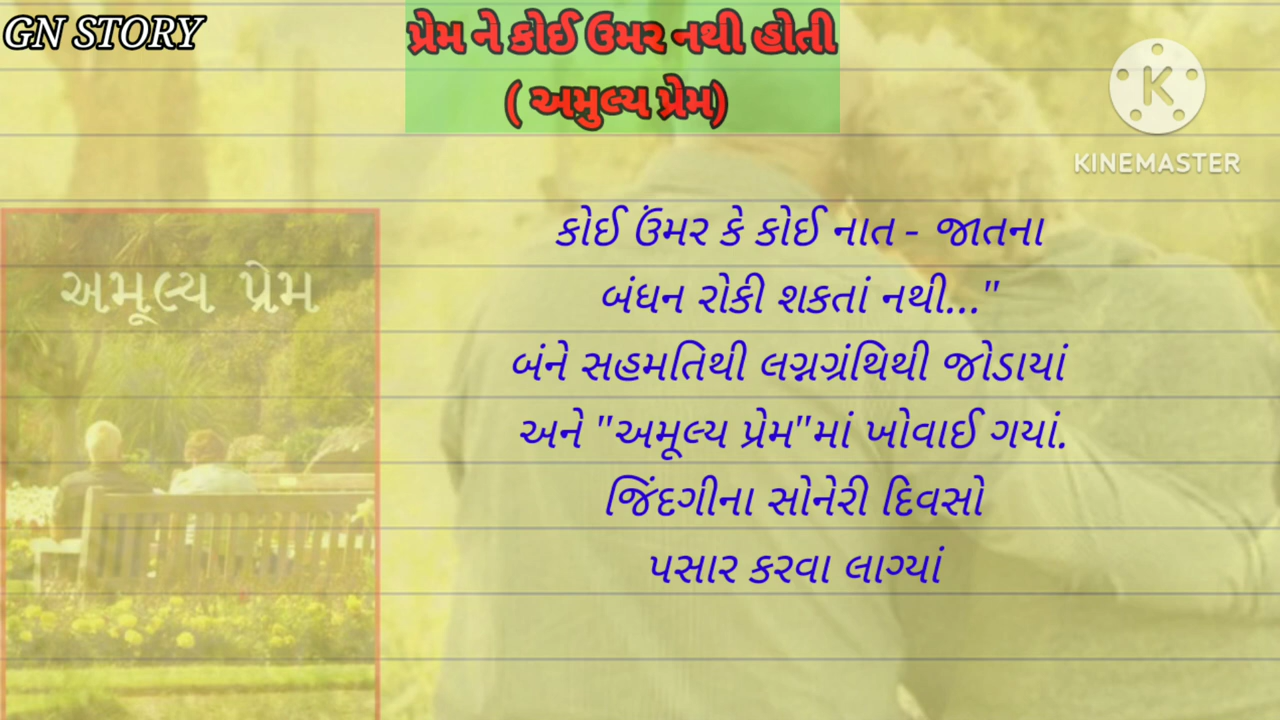 GN STORY
પ્રેમ ને કોઈ ઉમર નથી હોતી
( અમુલ્ય પ્રેમ)
K
KINEMASTER
અમૂલ્ય પ્રેમ
કોઈ ઉંમર કે કોઈ નાત - જાતના
બંધન રોકી શકતાં નથી..."
બંને સહમતિથી લગ્નગ્રંથિથી જોડાયાં
અને "અમૂલ્ય પ્રેમ"માં ખોવાઈ ગયાં.
જિંદગીના સોનેરી દિવસો
પસાર કરવા લાગ્યાં